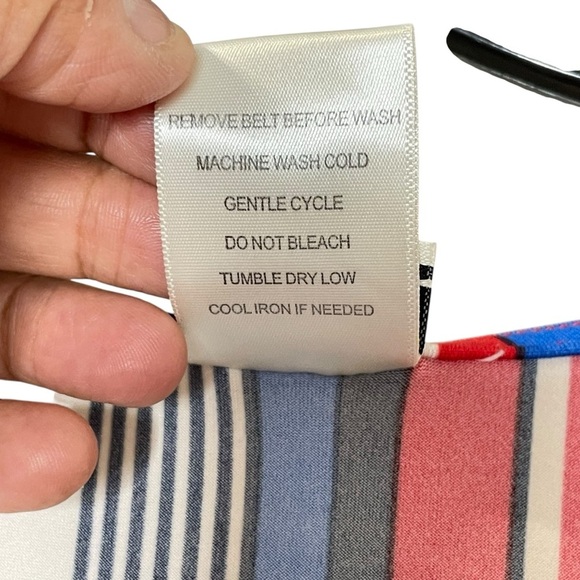 REMOVE BELT BEFORE WASH
MACHINE WASH COLD
GENTLE CYCLE
DO NOT BLEACH
TUMBLE DRY LOW
COOL IRON IF NEEDED